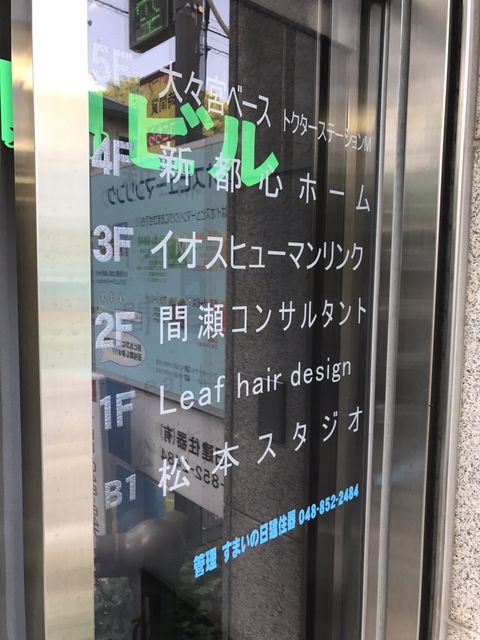 5F 大々宮ベース ドクターステーションM
ビル
4F 新都心ホーム
3F イオスヒューマンリンク
2F 間瀬コンサルタント
1F Leaf hair design
B1 松本スタジオ
管理 すまいの日建住器 048-852-2484